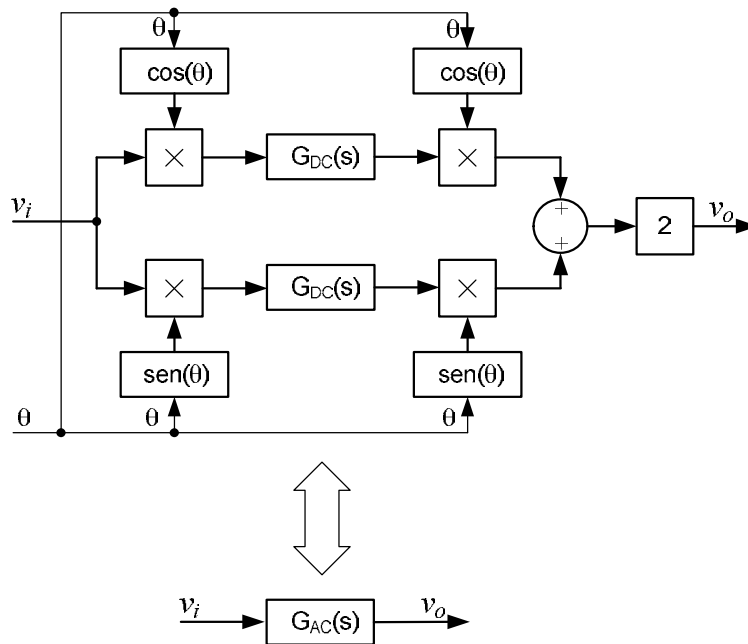 θ θ
cos(θ) cos(θ)
× G_DC(s) ×
v_i + + 2 v_o
× G_DC(s) ×
sen(θ) sen(θ)
θ θ θ
v_i G_AC(s) v_o